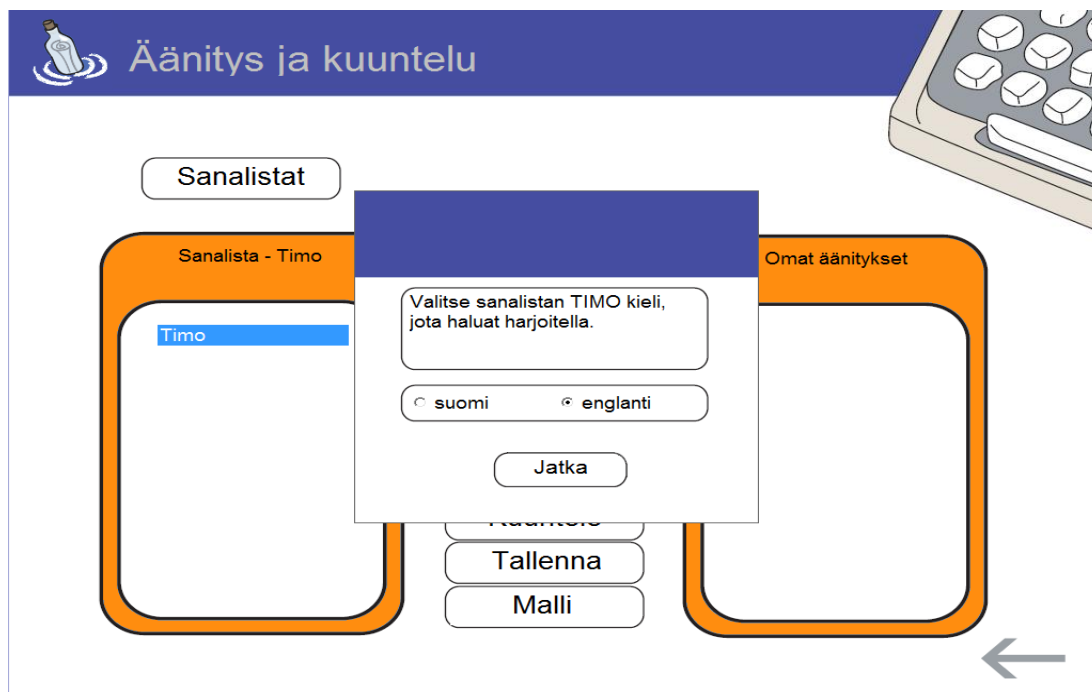 Äänitys ja kuuntelu
Sanalistat
Sanalista - Timo
Timo
Valitse sanalistan TIMO kieli,
jota haluat harjoitella.
suomi
englanti
Jatka
Kuuntele
Tallenna
Malli
Omat äänitykset